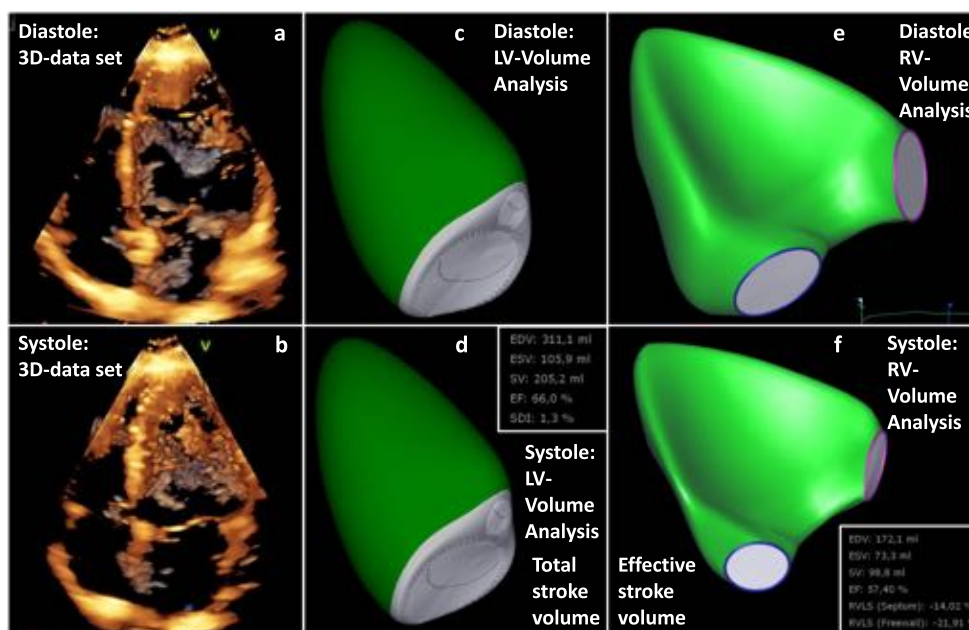 Diastole:
3D-data set
V
a
c
Diastole:
LV-Volume
Analysis
e
Diastole
RV-
Volume
Analysis
Systole:
3D-data set
V
b
d
EDV: 311,1 ml
ESV: 105,9 ml
SV: 205,2 ml
EF: 66,0 %
SDI: 1,3 %
Systole:
LV-
Volume
Analysis
Total
stroke
volume
f
Systole:
RV-
Volume
Analysis
Effective
stroke
volume
EDV: 172,1 ml
ESV: 73,3 ml
SV: 98,8 ml
EF: 57,40 %
RVLS (Septum): -14,02 %
RVLS (Freewall): -21,91